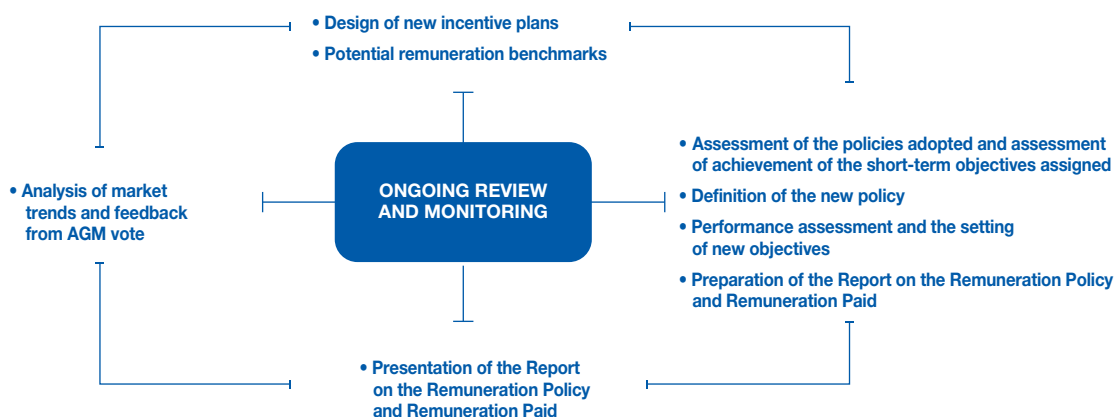 • Design of new incentive plans
• Potential remuneration benchmarks
• Assessment of the policies adopted and assessment
of achievement of the short-term objectives assigned
• Definition of the new policy
• Performance assessment and the setting
of new objectives
• Preparation of the Report on the Remuneration Policy
and Remuneration Paid
ONGOING REVIEW
AND MONITORING
• Analysis of market
trends and feedback
from AGM vote
• Presentation of the Report
on the Remuneration Policy
and Remuneration Paid